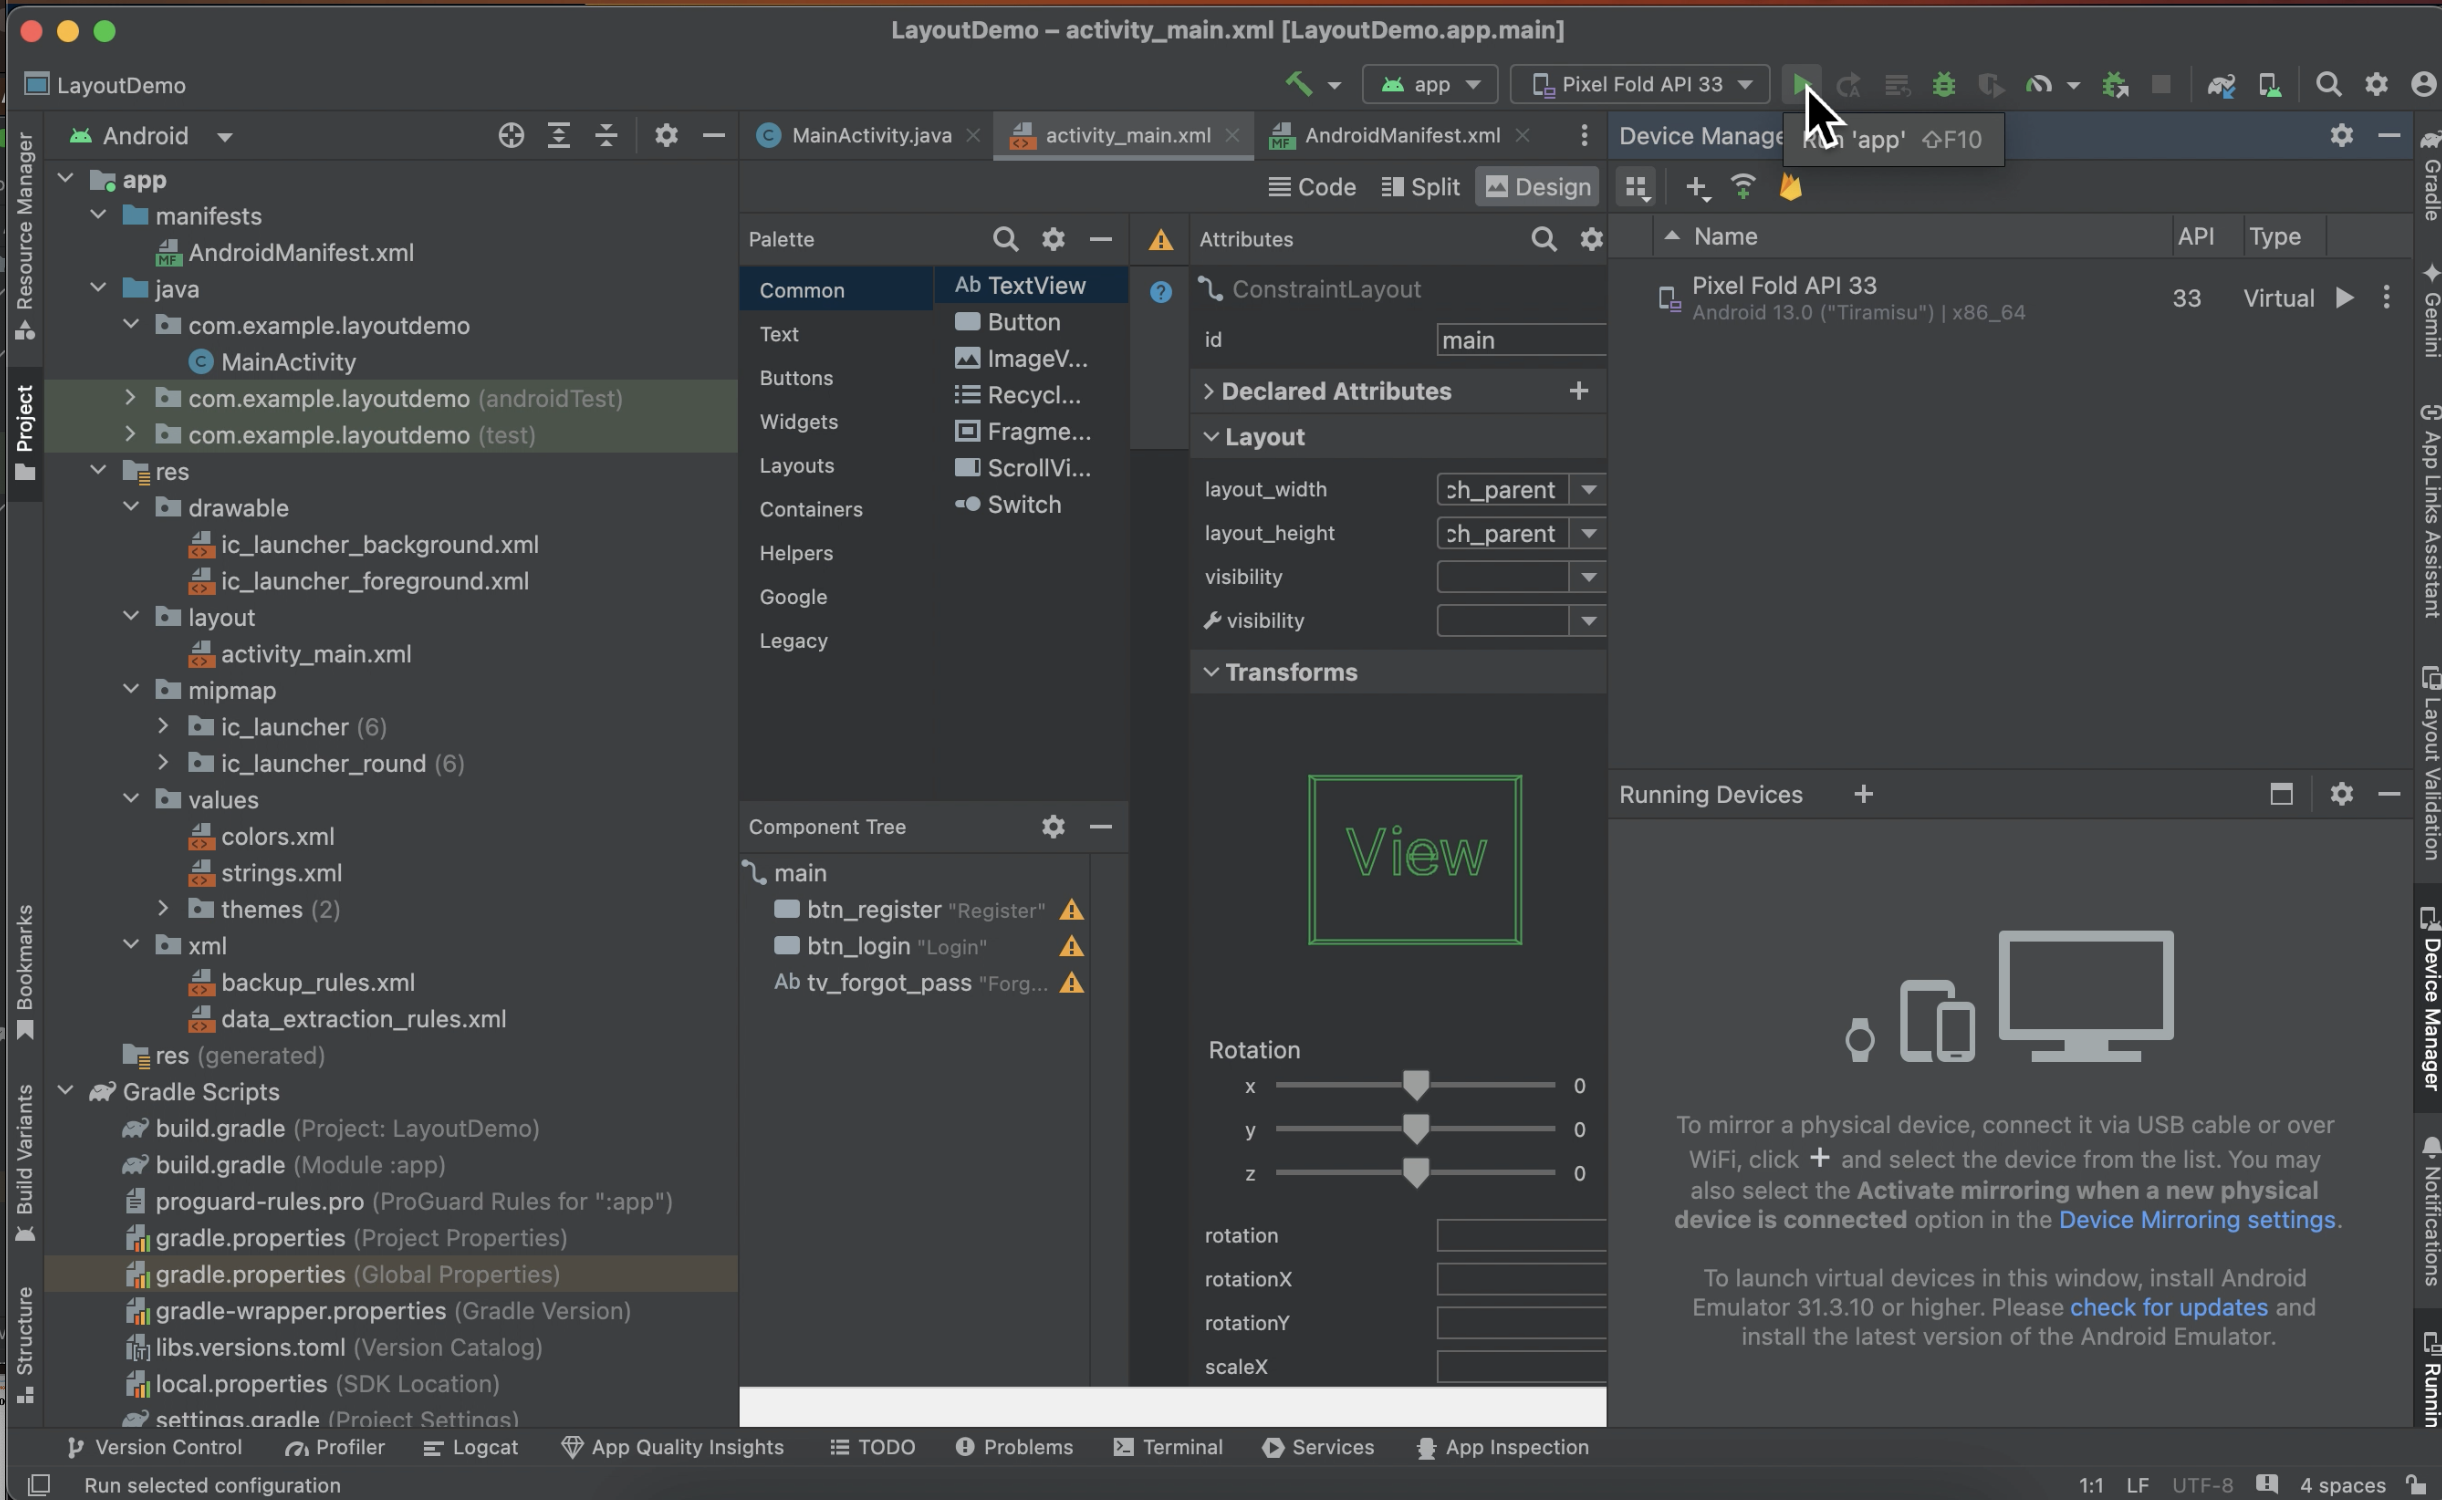 LayoutDemo – activity_main.xml [LayoutDemo.app.main]
LayoutDemo
app
Pixel Fold API 33
Android
MainActivity.java
activity_main.xml
AndroidManifest.xml
Device Manage
'app' ⇧F10
Code
Split
Design
Resource Manager
Project
Bookmarks
Build Variants
Structure
app
manifests
AndroidManifest.xml
java
com.example.layoutdemo
MainActivity
com.example.layoutdemo (androidTest)
com.example.layoutdemo (test)
res
drawable
ic_launcher_background.xml
ic_launcher_foreground.xml
layout
activity_main.xml
mipmap
ic_launcher (6)
ic_launcher_round (6)
values
colors.xml
strings.xml
themes (2)
xml
backup_rules.xml
data_extraction_rules.xml
res (generated)
Gradle Scripts
build.gradle (Project: LayoutDemo)
build.gradle (Module :app)
proguard-rules.pro (ProGuard Rules for ":app")
gradle.properties (Project Properties)
gradle.properties (Global Properties)
gradle-wrapper.properties (Gradle Version)
libs.versions.toml (Version Catalog)
local.properties (SDK Location)
settings.gradle (Project Settings)
Palette
Common
Text
Buttons
Widgets
Layouts
Containers
Helpers
Google
Legacy
Ab TextView
Button
ImageV...
Recycl...
Fragme...
ScrollVi...
Switch
Component Tree
main
btn_register "Register"
btn_login "Login"
Ab tv_forgot_pass "Forg...
Attributes
ConstraintLayout
id main
Declared Attributes
Layout
layout_width ch_parent
layout_height ch_parent
visibility
visibility
Transforms
View
Rotation
x 0
y 0
z 0
rotation
rotationX
rotationY
scaleX
Name API Type
Pixel Fold API 33
Android 13.0 ("Tiramisu") | x86_64
33 Virtual
Running Devices
To mirror a physical device, connect it via USB cable or over
WiFi, click + and select the device from the list. You may
also select the Activate mirroring when a new physical
device is connected option in the Device Mirroring settings.
To launch virtual devices in this window, install Android
Emulator 31.3.10 or higher. Please check for updates and
install the latest version of the Android Emulator.
Gradle
Gemini
App Links Assistant
Layout Validation
Device Manager
Notifications
Runnin
Version Control
Profiler
Logcat
App Quality Insights
TODO
Problems
Terminal
Services
App Inspection
Run selected configuration
1:1 LF UTF-8 4 spaces